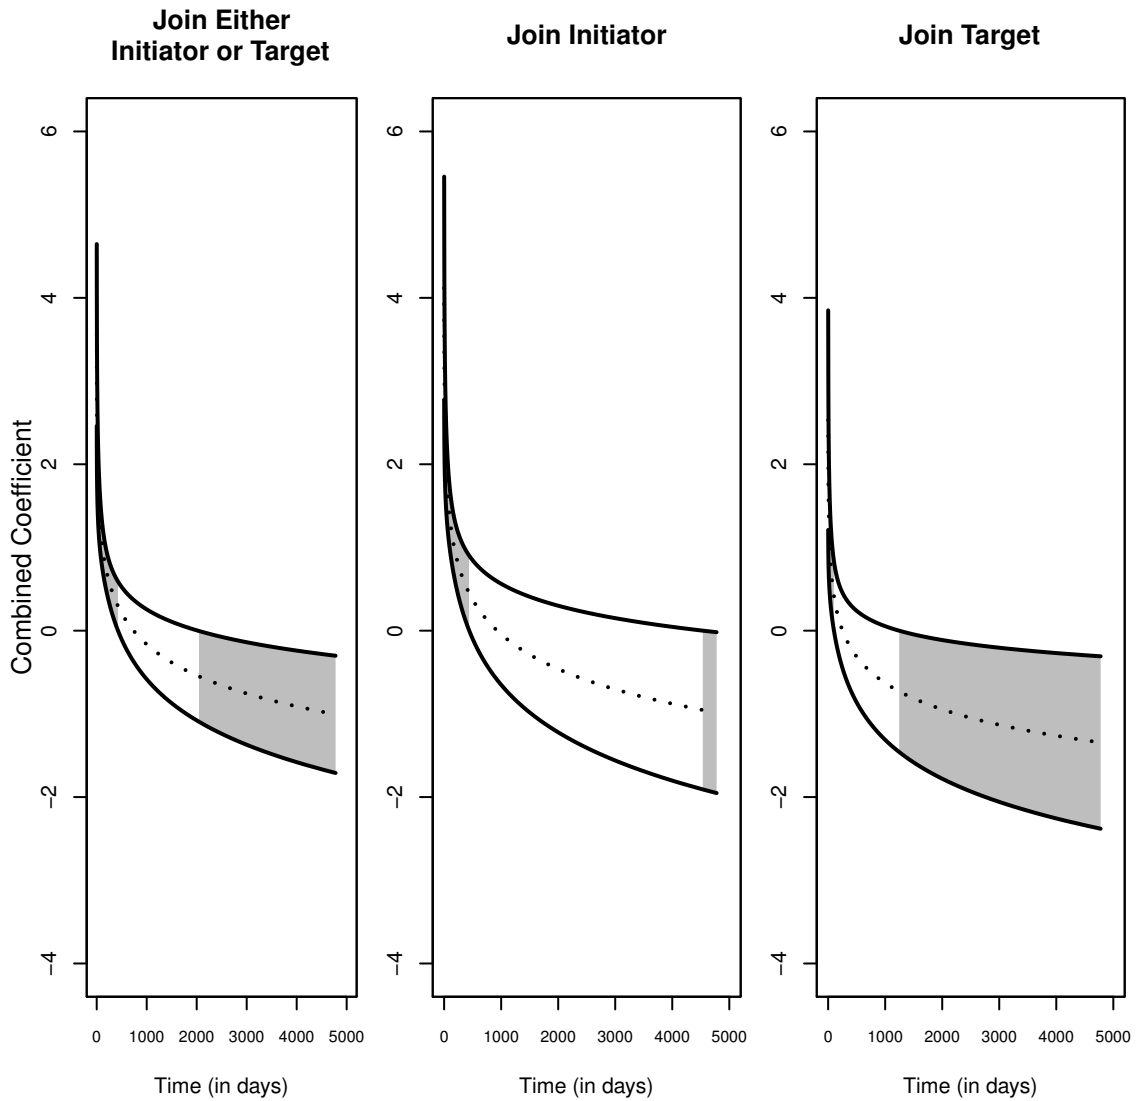 Join Either
Initiator or Target
Join Initiator
Join Target
Combined Coefficient
6
4
2
0
−2
−4
0 1000 2000 3000 4000 5000
Time (in days)
6
4
2
0
−2
−4
0 1000 2000 3000 4000 5000
Time (in days)
6
4
2
0
−2
−4
0 1000 2000 3000 4000 5000
Time (in days)